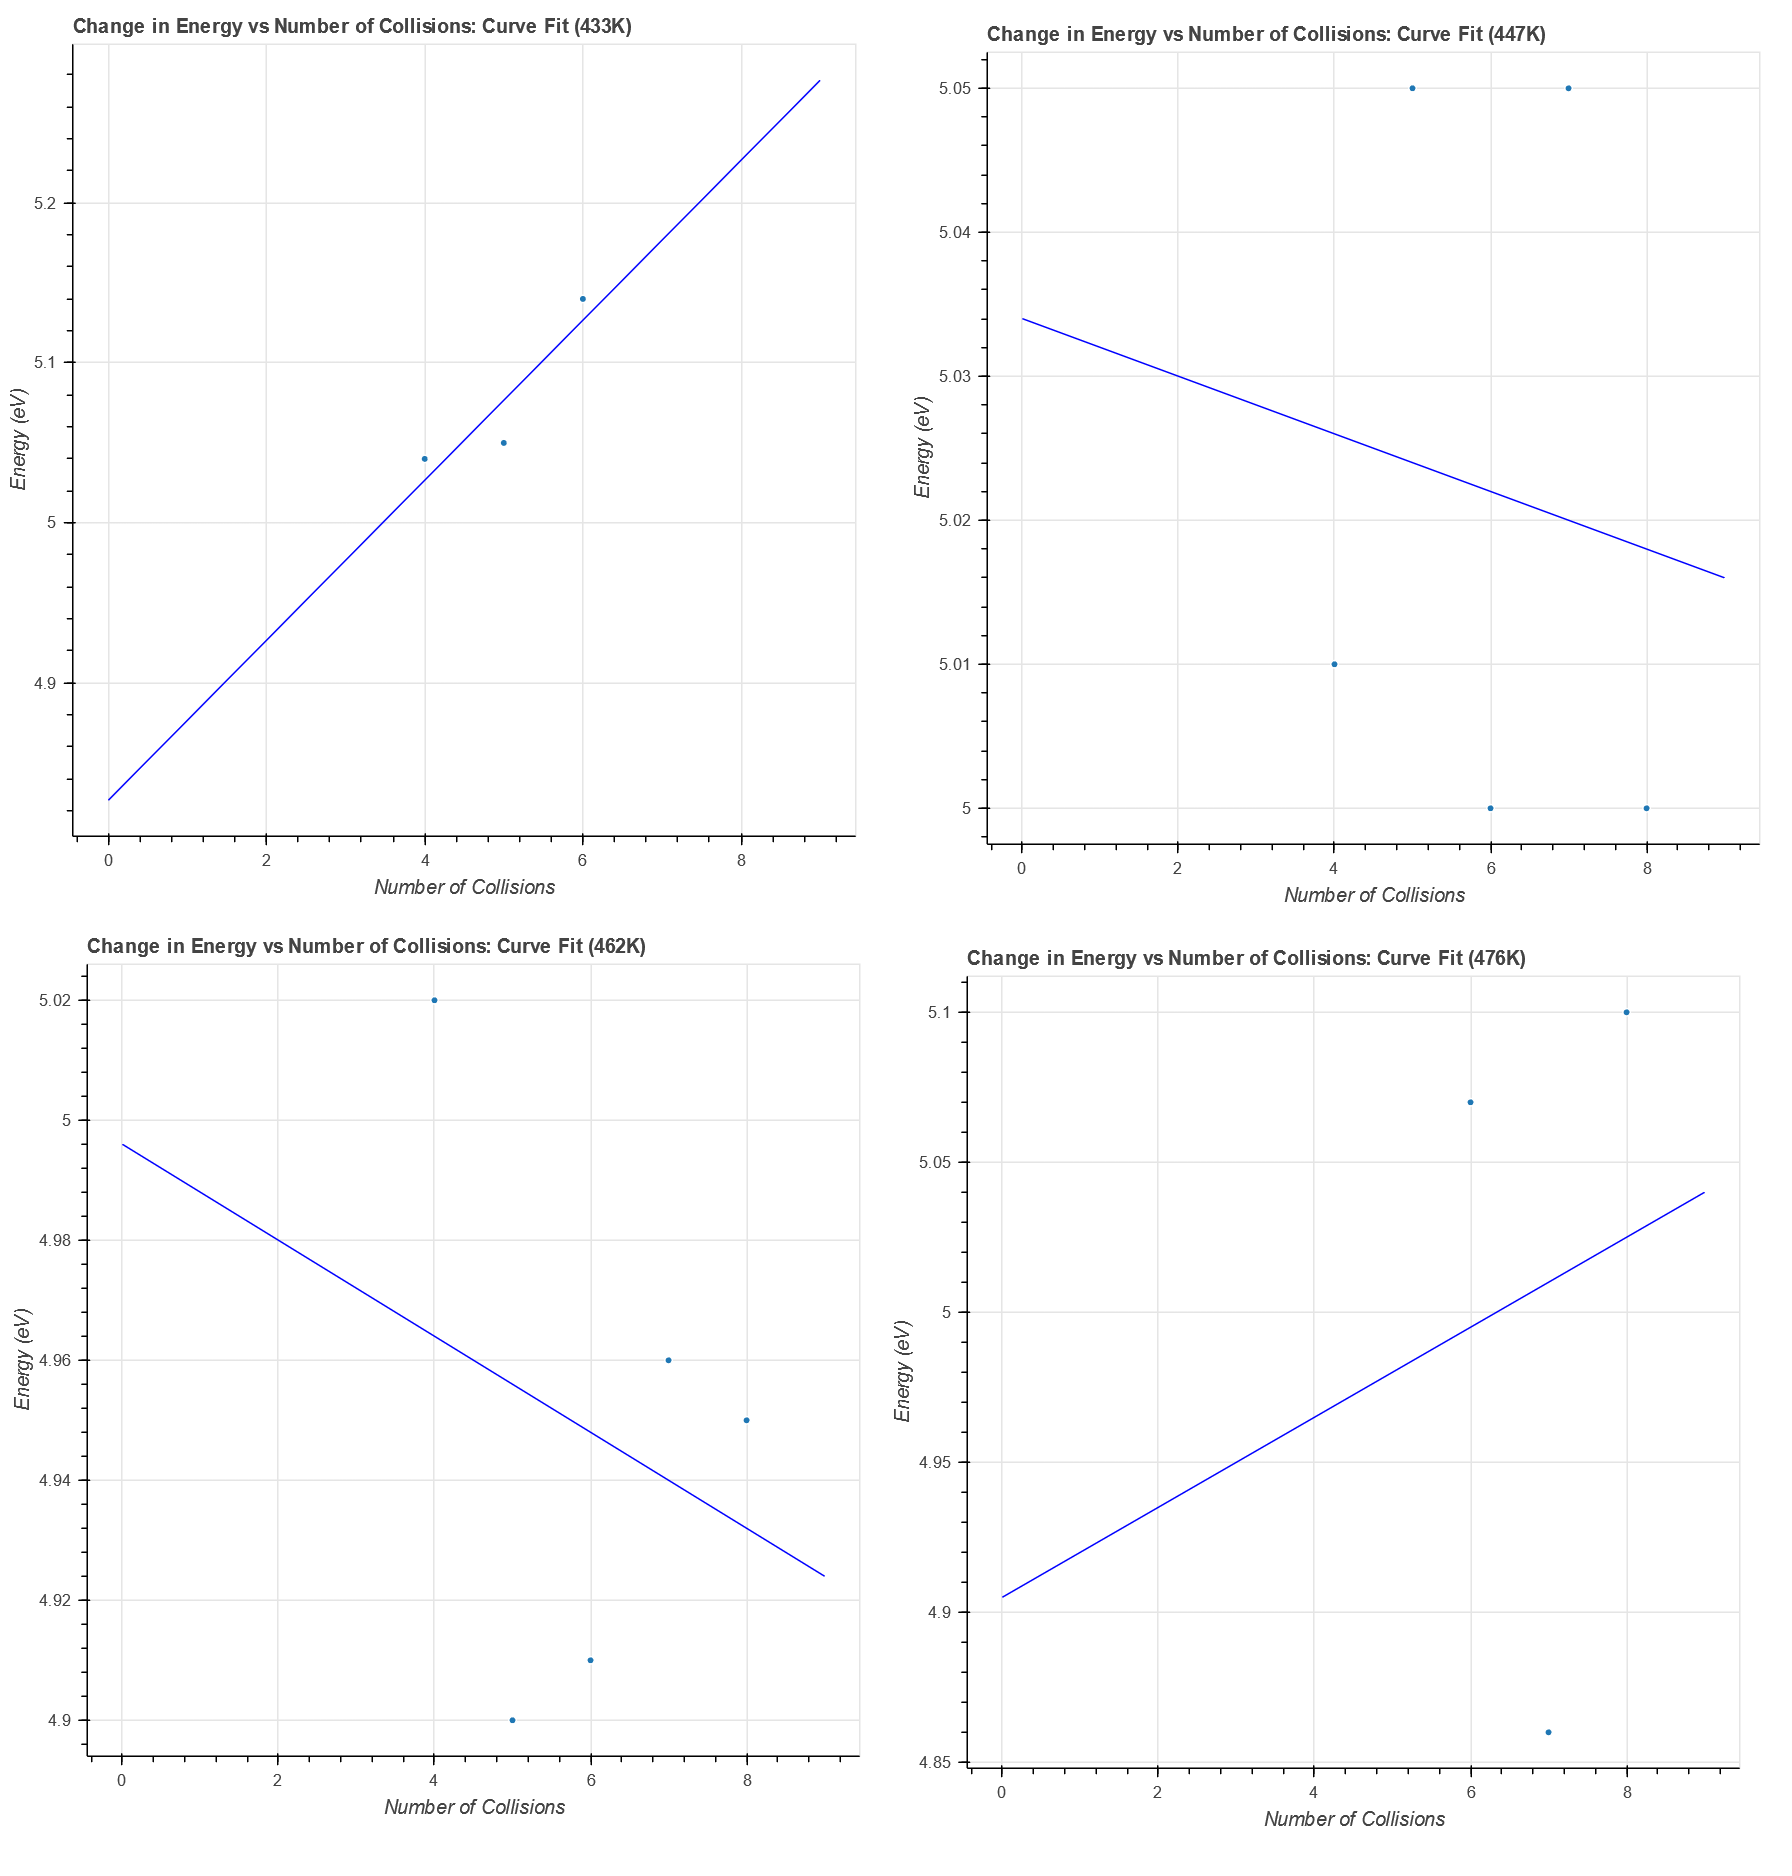 Change in Energy vs Number of Collisions: Curve Fit (433K)
5.2
5.1
5
4.9
Energy (eV)
0 2 4 6 8
Number of Collisions
Change in Energy vs Number of Collisions: Curve Fit (447K)
5.05
5.04
5.03
5.02
5.01
5
Energy (eV)
0 2 4 6 8
Number of Collisions
Change in Energy vs Number of Collisions: Curve Fit (462K)
5.02
5
4.98
4.96
4.94
4.92
4.9
Energy (eV)
0 2 4 6 8
Number of Collisions
Change in Energy vs Number of Collisions: Curve Fit (476K)
5.1
5.05
5
4.95
4.9
4.85
Energy (eV)
0 2 4 6 8
Number of Collisions